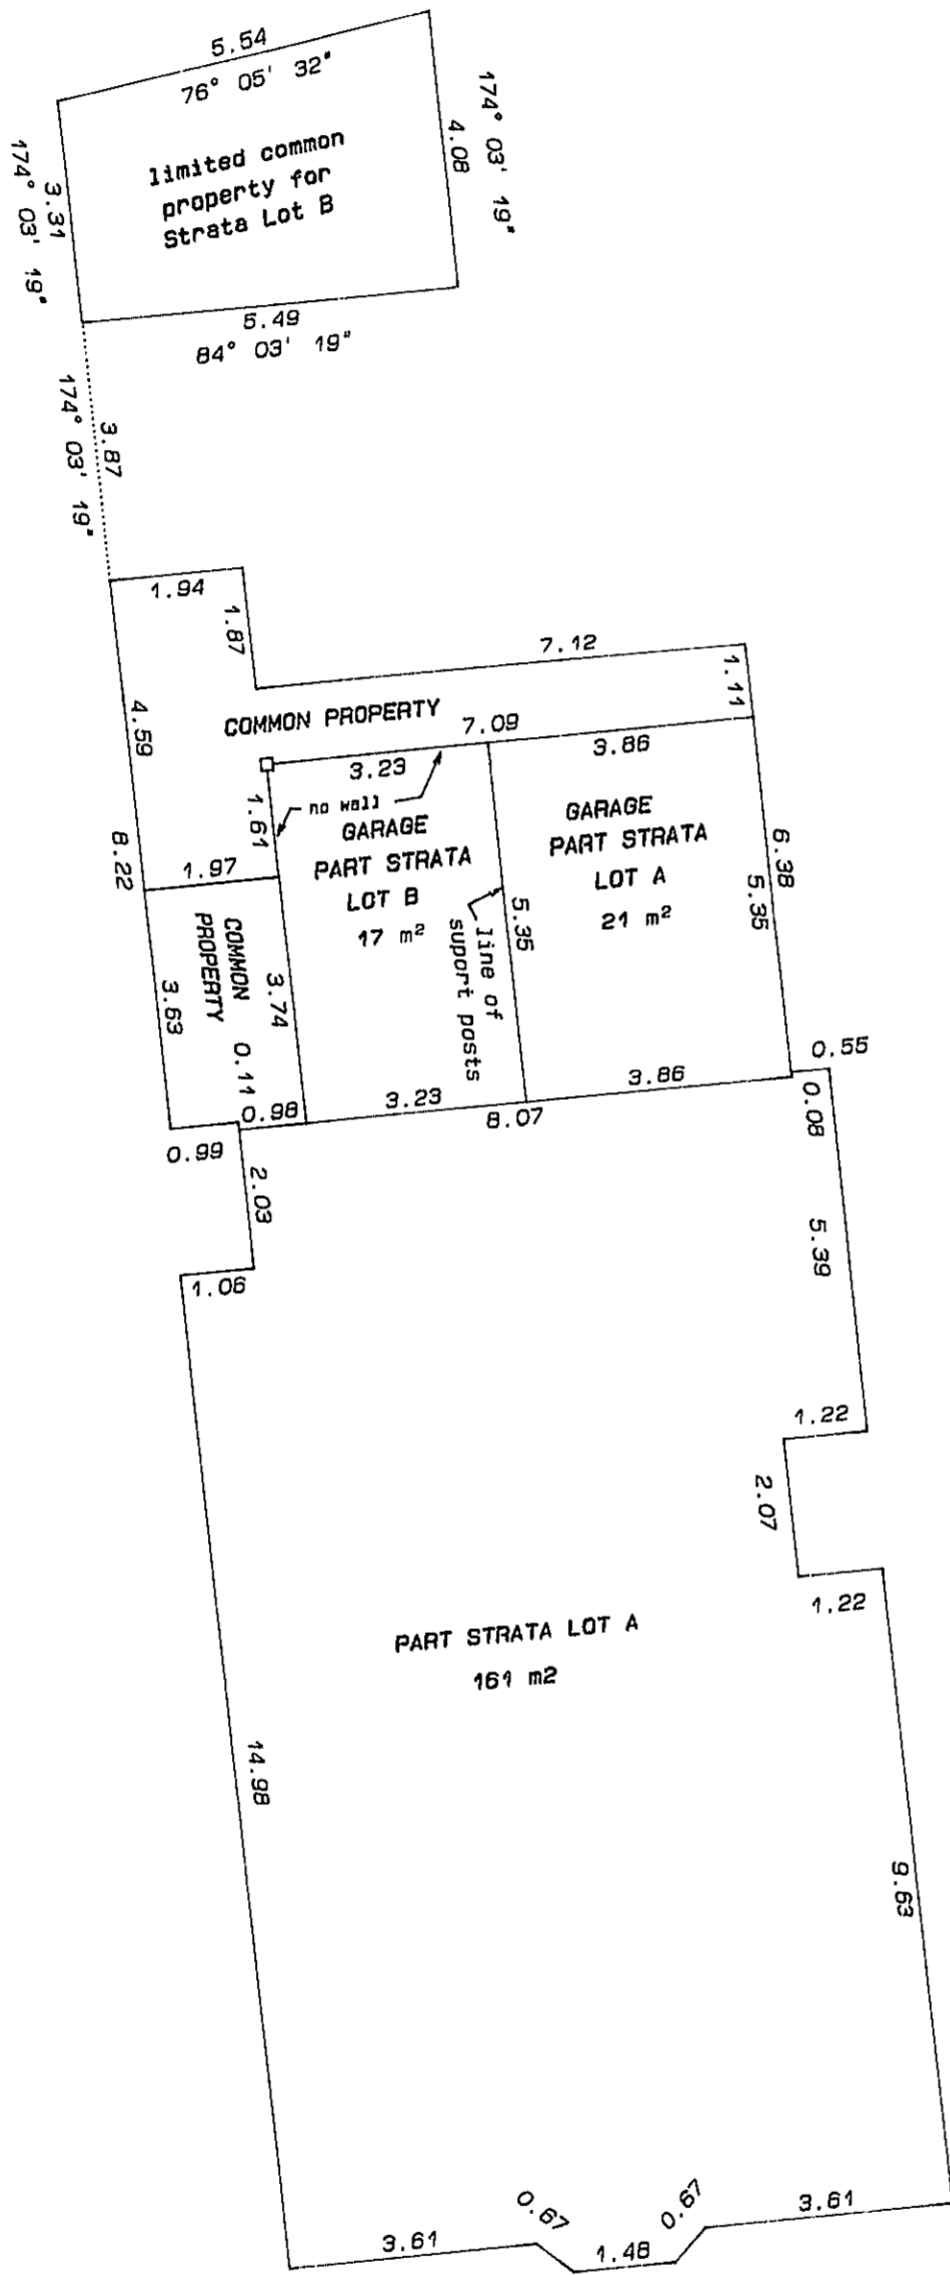 5.54
76° 05' 32"
174° 03' 19"
4.08
limited common
property for
Strata Lot B
174° 03' 19"
3.31
5.49
84° 03' 19"
174° 03' 19"
3.87
1.94
1.87
7.12
1.11
COMMON PROPERTY
7.09
4.59
3.23
3.86
no wall
1.61
GARAGE
PART STRATA
LOT B
17 m²
GARAGE
PART STRATA
LOT A
21 m²
6.38
5.35
8.22
1.97
COMMON
PROPERTY
3.63
3.74
0.11
5.35
line of
suport posts
0.55
0.08
3.86
3.23
8.07
0.98
0.99
2.03
1.06
5.39
1.22
2.07
1.22
PART STRATA LOT A
161 m2
14.98
9.63
3.61
0.67
1.48
0.67
3.61